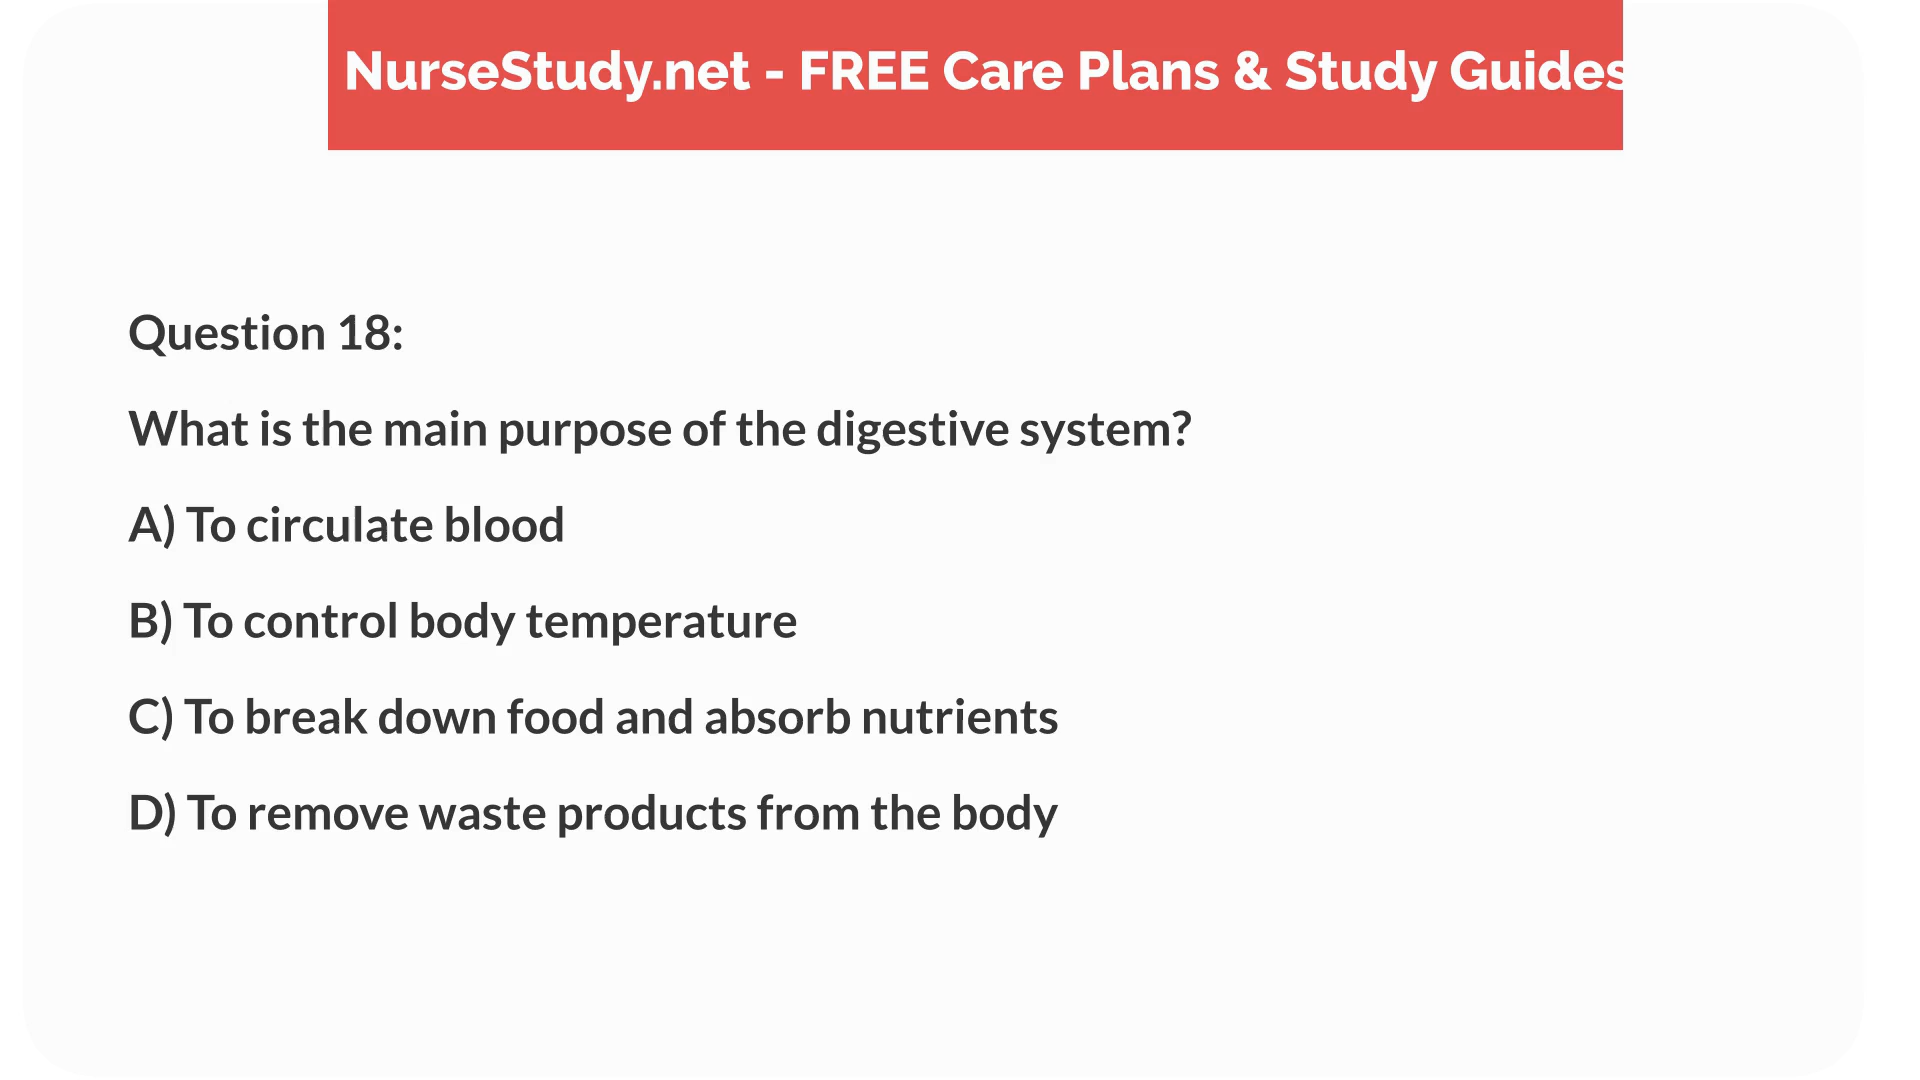 NurseStudy.net - FREE Care Plans & Study Guides
Question 18:
What is the main purpose of the digestive system?
A) To circulate blood
B) To control body temperature
C) To break down food and absorb nutrients
D) To remove waste products from the body